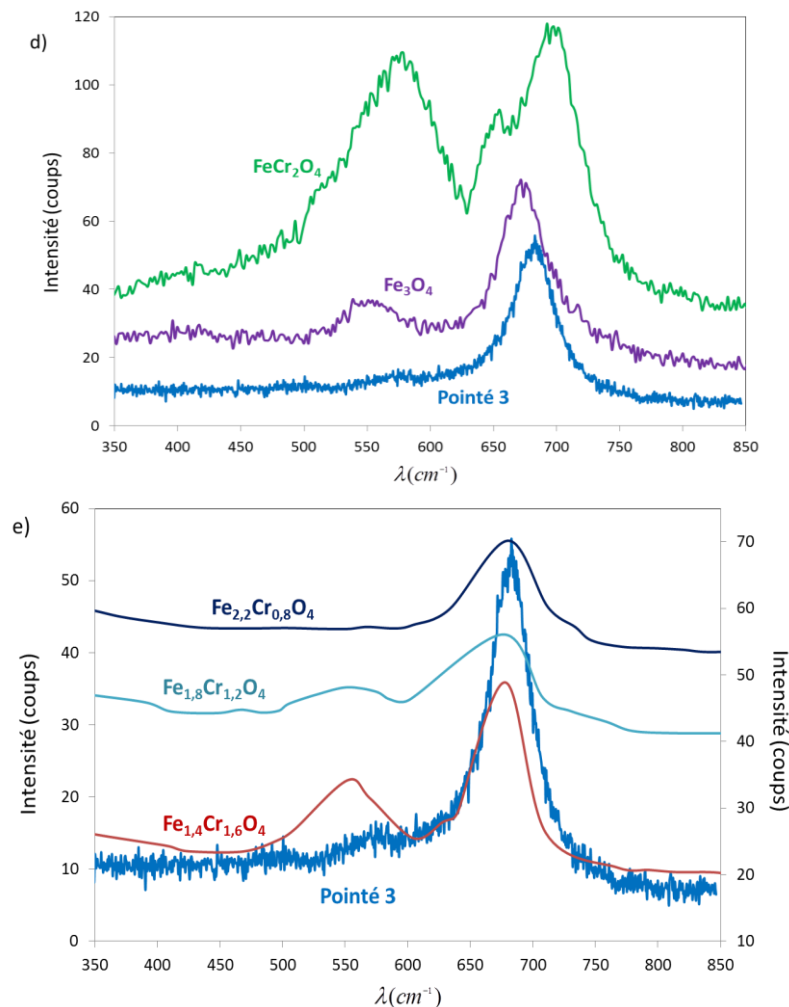 d)
120
100
80
60
40
20
0
Intensité (coups)
FeCr₂O₄
Fe₃O₄
Pointé 3
350 400 450 500 550 600 650 700 750 800 850
λ(cm⁻¹)
e)
60
50
40
30
20
10
0
Intensité (coups)
Fe₂,₂Cr₀,₈O₄
Fe₁,₈Cr₁,₂O₄
Fe₁,₄Cr₁,₆O₄
Pointé 3
70
60
50
40
30
20
10
Intensité (coups)
350 400 450 500 550 600 650 700 750 800 850
λ(cm⁻¹)